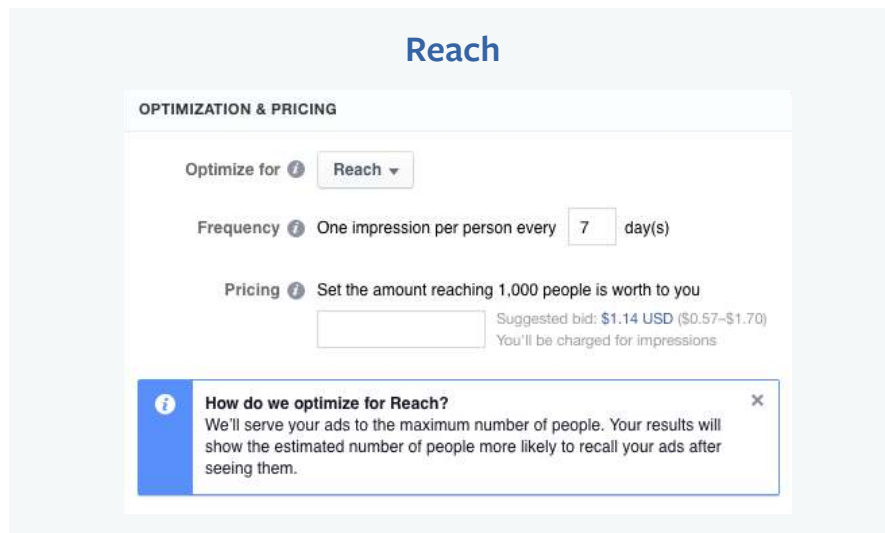 Reach
OPTIMIZATION & PRICING
Optimize for Reach
Frequency One impression per person every 7 day(s)
Pricing Set the amount reaching 1,000 people is worth to you
Suggested bid: $1.14 USD ($0.57–$1.70)
You'll be charged for impressions
How do we optimize for Reach?
We'll serve your ads to the maximum number of people. Your results will
show the estimated number of people more likely to recall your ads after
seeing them.